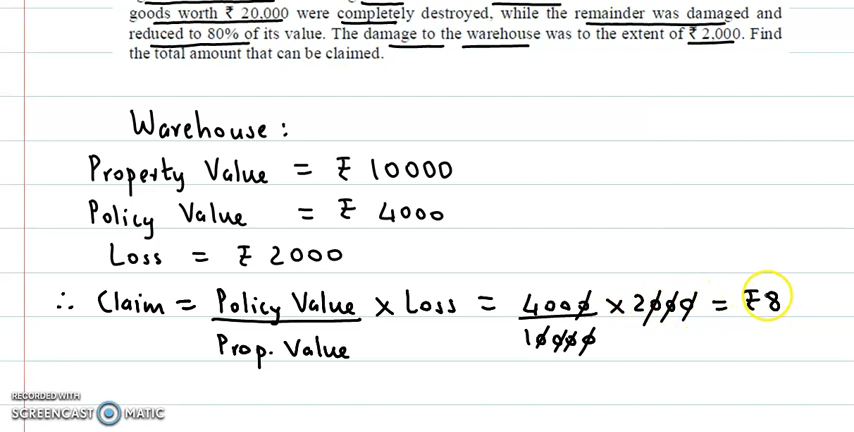 goods worth ₹ 20,000 were completely destroyed, while the remainder was damaged and
reduced to 80% of its value. The damage to the warehouse was to the extent of ₹ 2,000. Find
the total amount that can be claimed.
Warehouse :
Property Value = ₹ 10000
Policy Value = ₹ 4000
Loss = ₹ 2000
∴ Claim = Policy Value / Prop. Value × Loss = 4000 / 10000 × 2000 = ₹8
RECORDED WITH
SCREENCAST MATIC